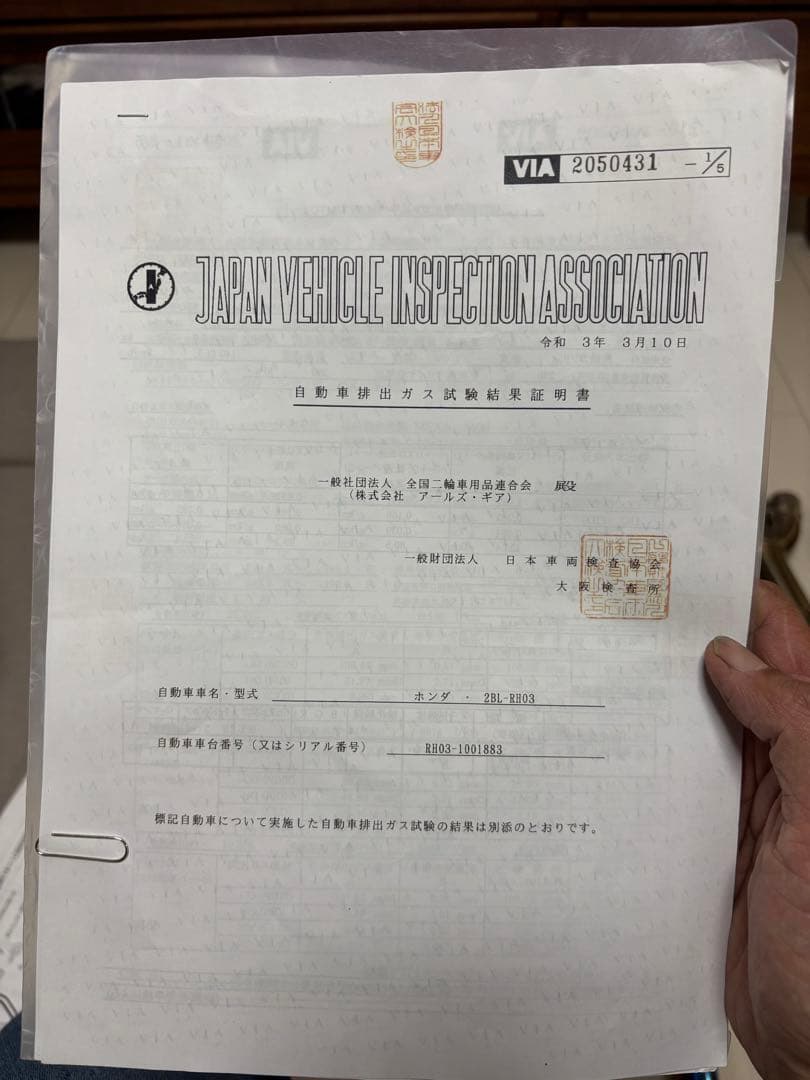 VIA 2050431 -1/5
JAPAN VEHICLE INSPECTION ASSOCIATION
令和 3年 3月10日
自動車排出ガス試験結果証明書
一般社団法人 全国二輪車用品連合会 殿
(株式会社 アールズ・ギア)
一般財団法人 日本車両検査協会
大阪検査所
自動車車名・型式 ホンダ ・ 2BL-RH03
自動車車台番号(又はシリアル番号) RH03-1001883
標記自動車について実施した自動車排出ガス試験の結果は別添のとおりです。